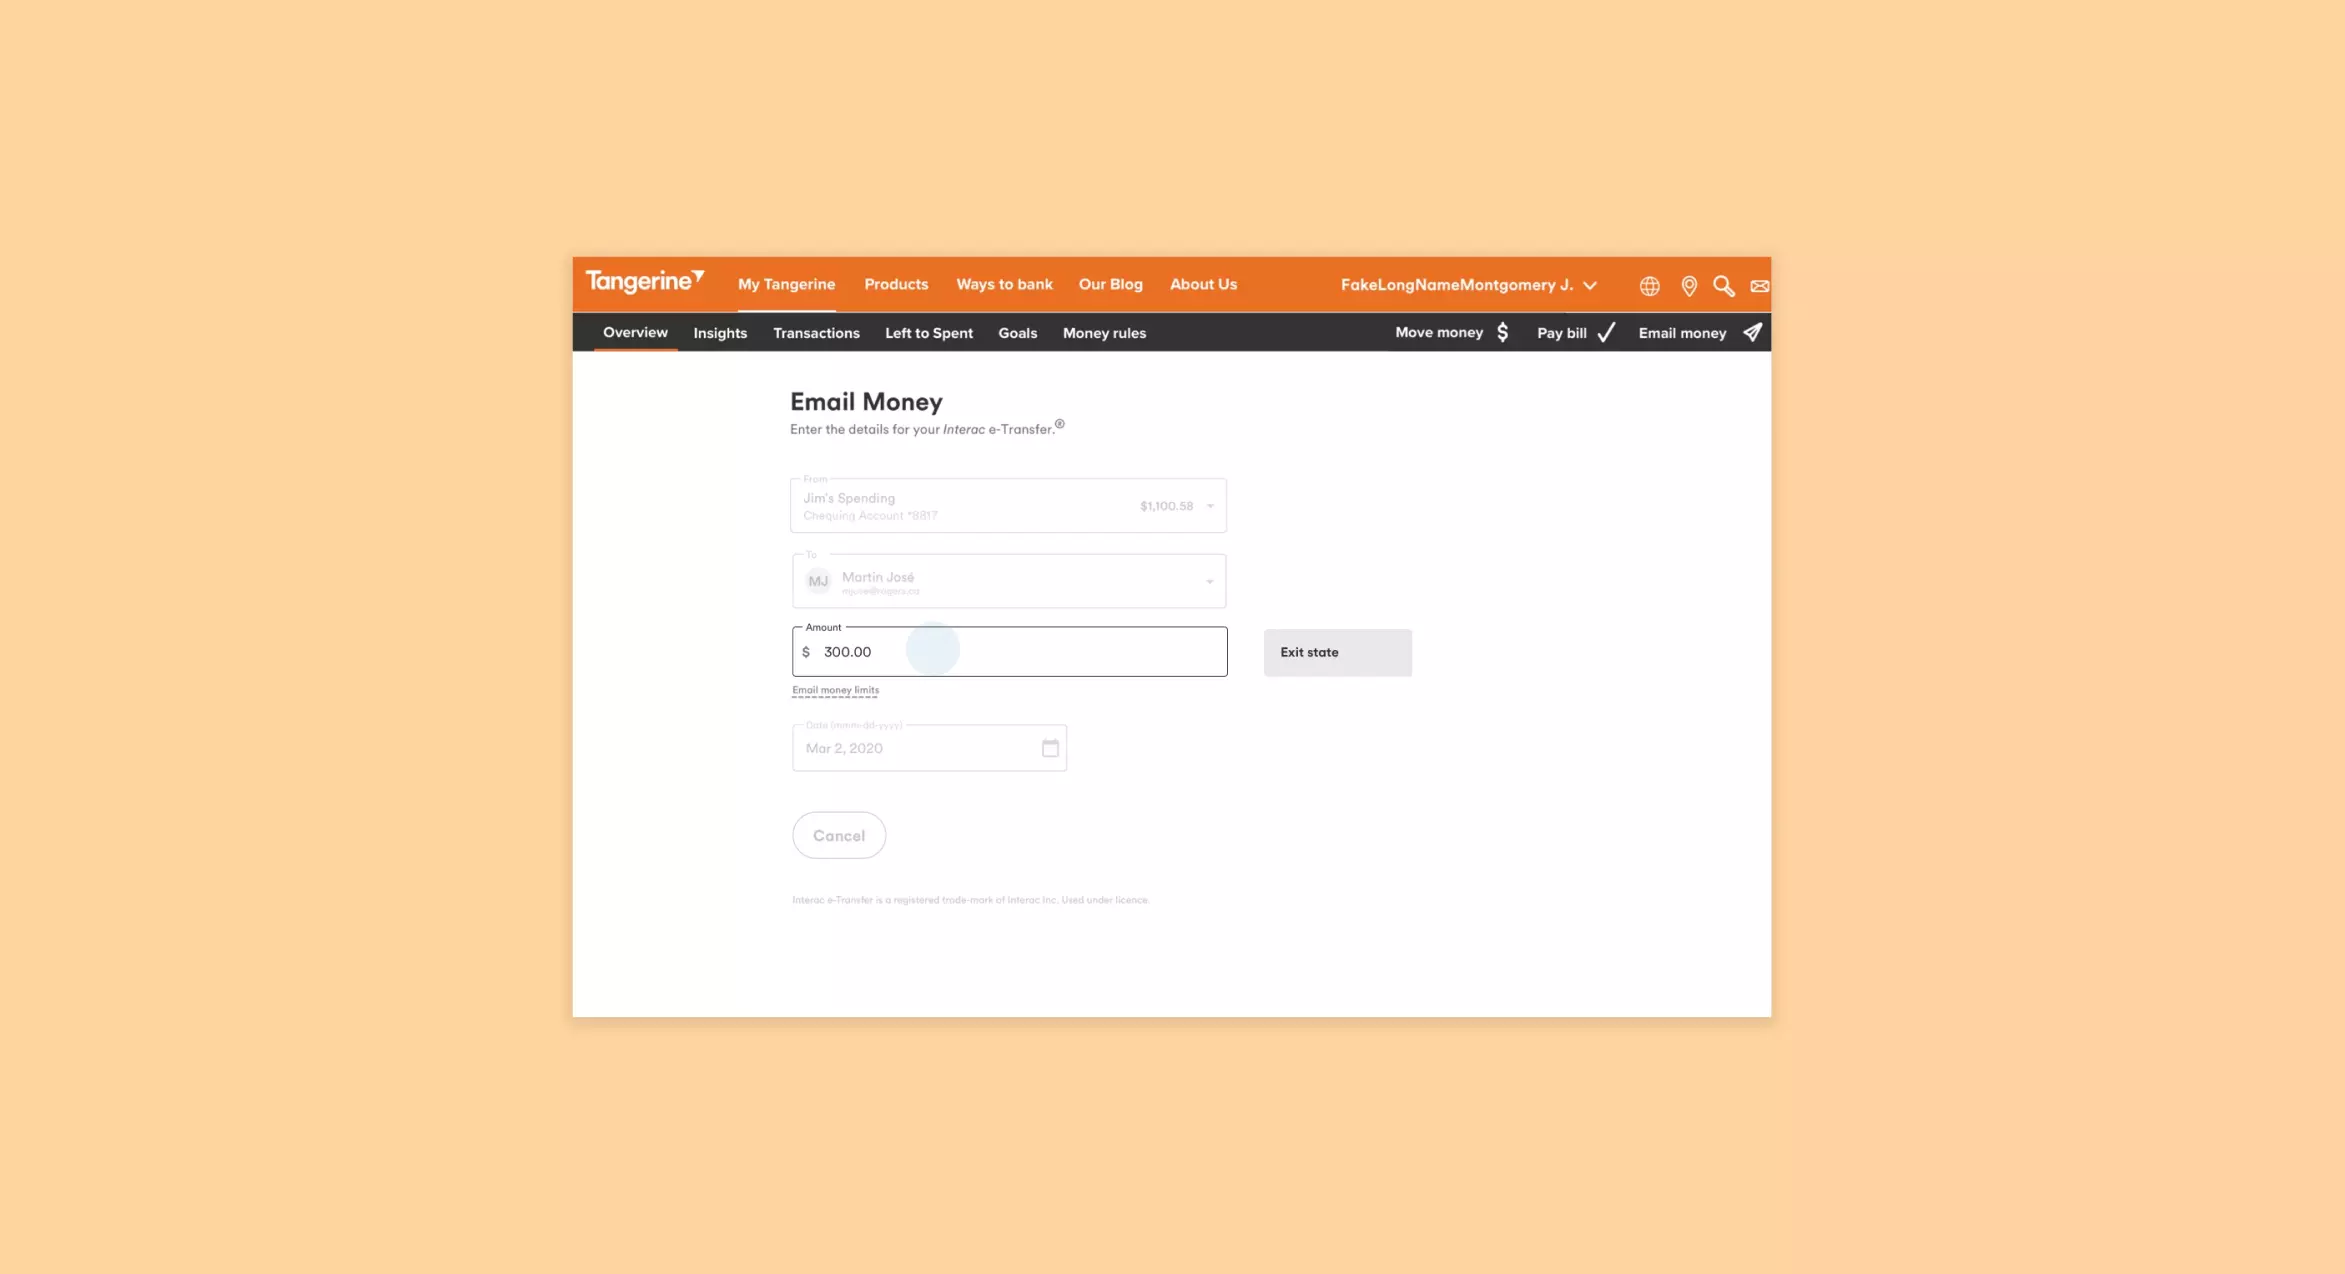 Tangerine
My Tangerine Products Ways to bank Our Blog About Us FakeLongNameMontgomery J.
Overview Insights Transactions Left to Spent Goals Money rules Move money $ Pay bill Email money
Email Money
Enter the details for your Interac e-Transfer.®
From
Jim's Spending
Chequing Account *8817
$1,100.58
To
MJ Martin José
Amount
$ 300.00
Exit state
Email money limits
Date (mmm-dd-yyyy)
Mar 2, 2020
Cancel
Interac e-Transfer is a registered trade-mark of Interac Inc. Used under licence.